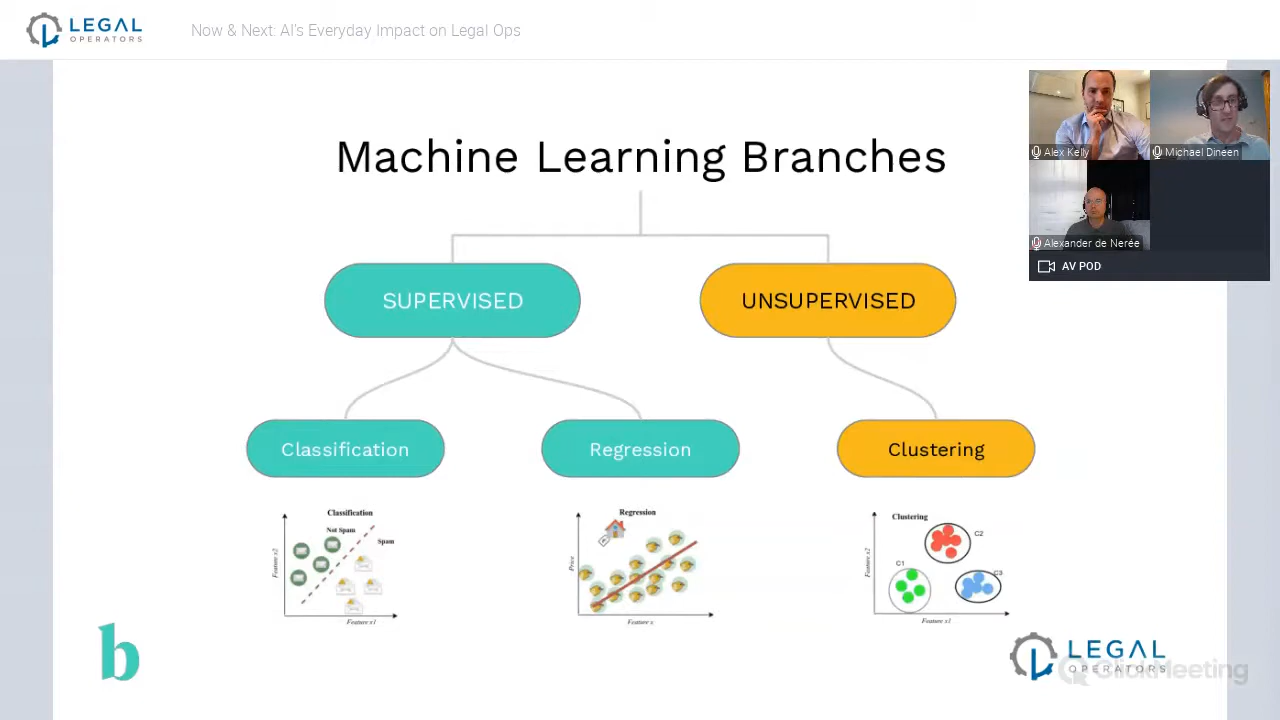 LEGAL
OPERATORS
Now & Next: AI's Everyday Impact on Legal Ops
Alex Kelly
Michael Dineen
Alexander de Nerée
AV POD
Machine Learning Branches
SUPERVISED
UNSUPERVISED
Classification
Regression
Clustering
Classification
Not Spam
Spam
Feature x2
Feature x1
Regression
Price
Feature x
Clustering
C2
C1
C3
Feature x2
Feature x1
b
LEGAL
OPERATORS
ClickMeeting